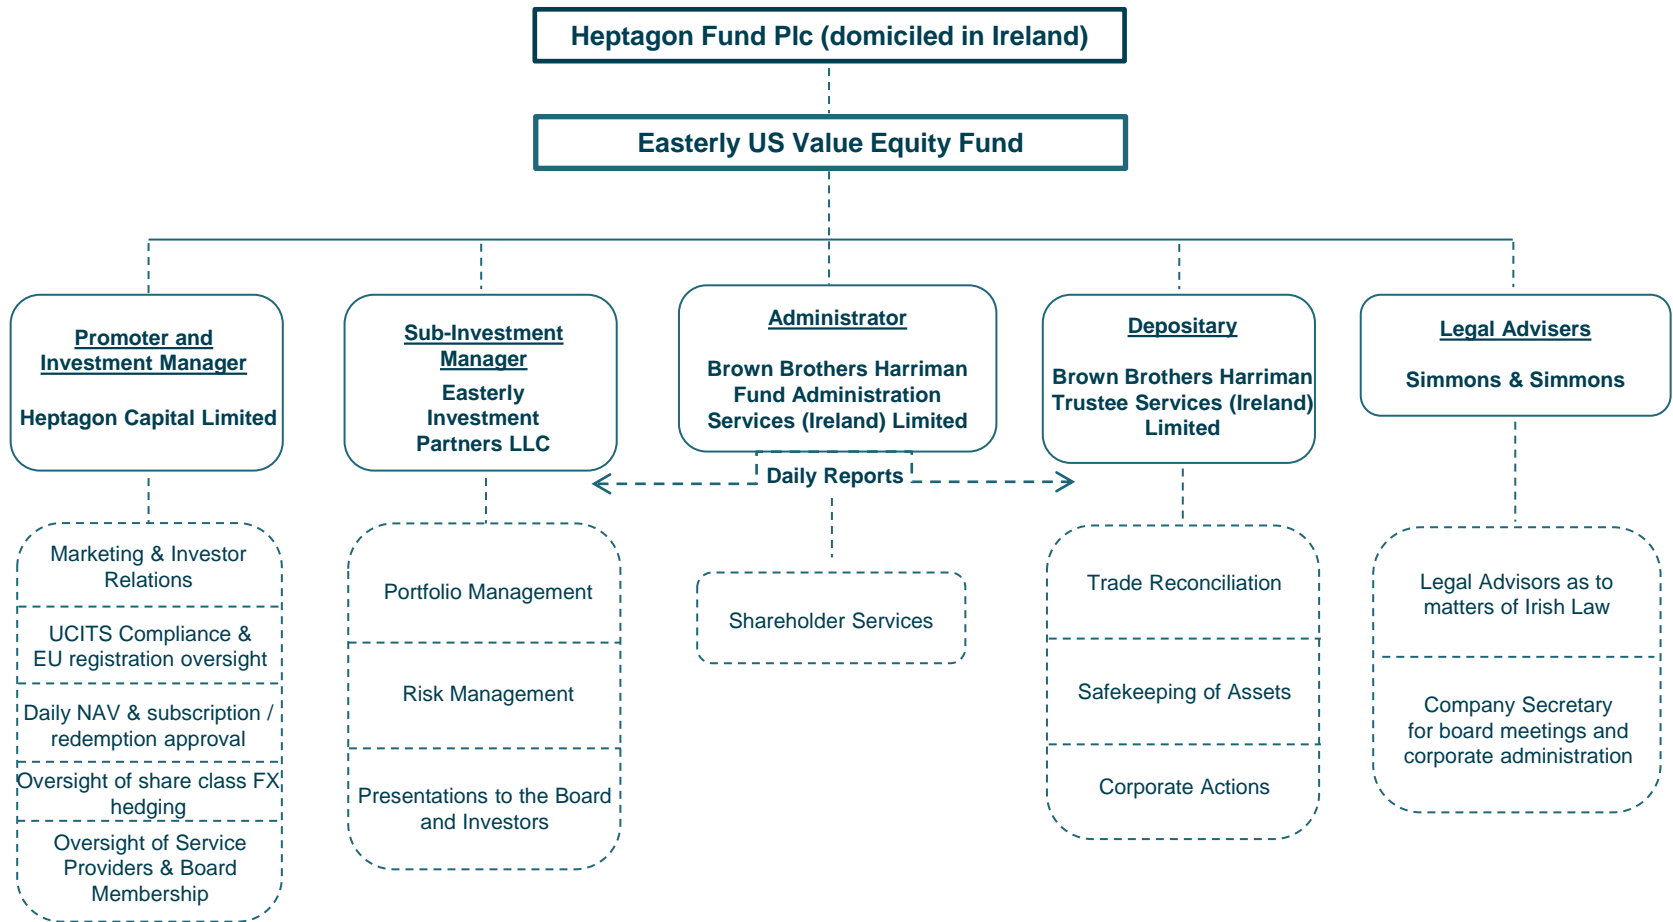 Heptagon Fund Plc (domiciled in Ireland)
Easterly US Value Equity Fund
Promoter and
Investment Manager
Heptagon Capital Limited
Marketing & Investor
Relations
UCITS Compliance &
EU registration oversight
Daily NAV & subscription /
redemption approval
Oversight of share class FX
hedging
Oversight of Service
Providers & Board
Membership
Sub-Investment
Manager
Easterly
Investment
Partners LLC
Portfolio Management
Risk Management
Presentations to the Board
and Investors
Administrator
Brown Brothers Harriman
Fund Administration
Services (Ireland) Limited
Daily Reports
Shareholder Services
Depositary
Brown Brothers Harriman
Trustee Services (Ireland)
Limited
Trade Reconciliation
Safekeeping of Assets
Corporate Actions
Legal Advisers
Simmons & Simmons
Legal Advisors as to
matters of Irish Law
Company Secretary
for board meetings and
corporate administration